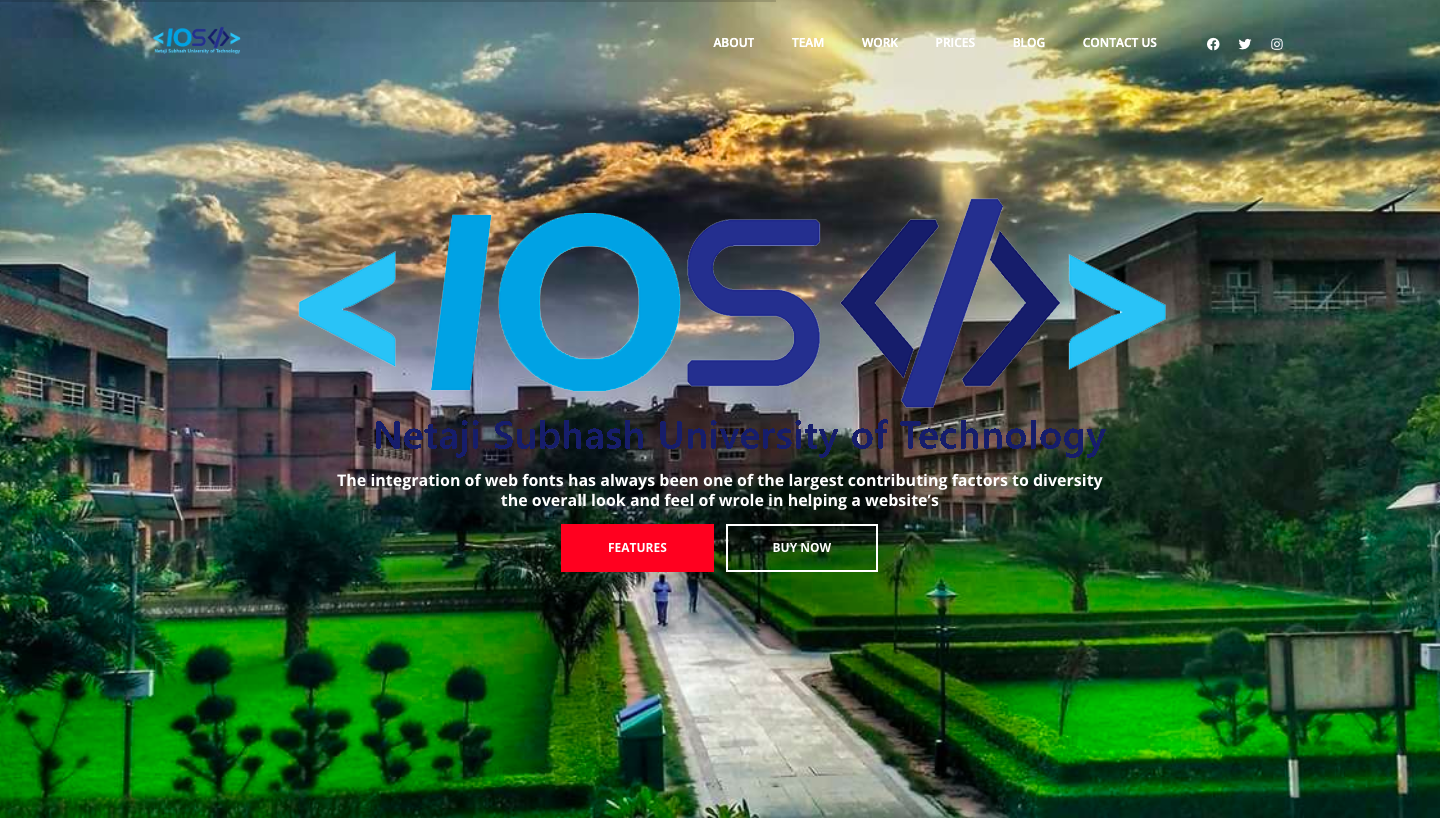 <IOS</>>
Netaji Subhash University of Technology
ABOUT TEAM WORK PRICES BLOG CONTACT US
<IOS</>>
Netaji Subhash University of Technology
The integration of web fonts has always been one of the largest contributing factors to diversity
the overall look and feel of wrole in helping a website’s
FEATURES BUY NOW